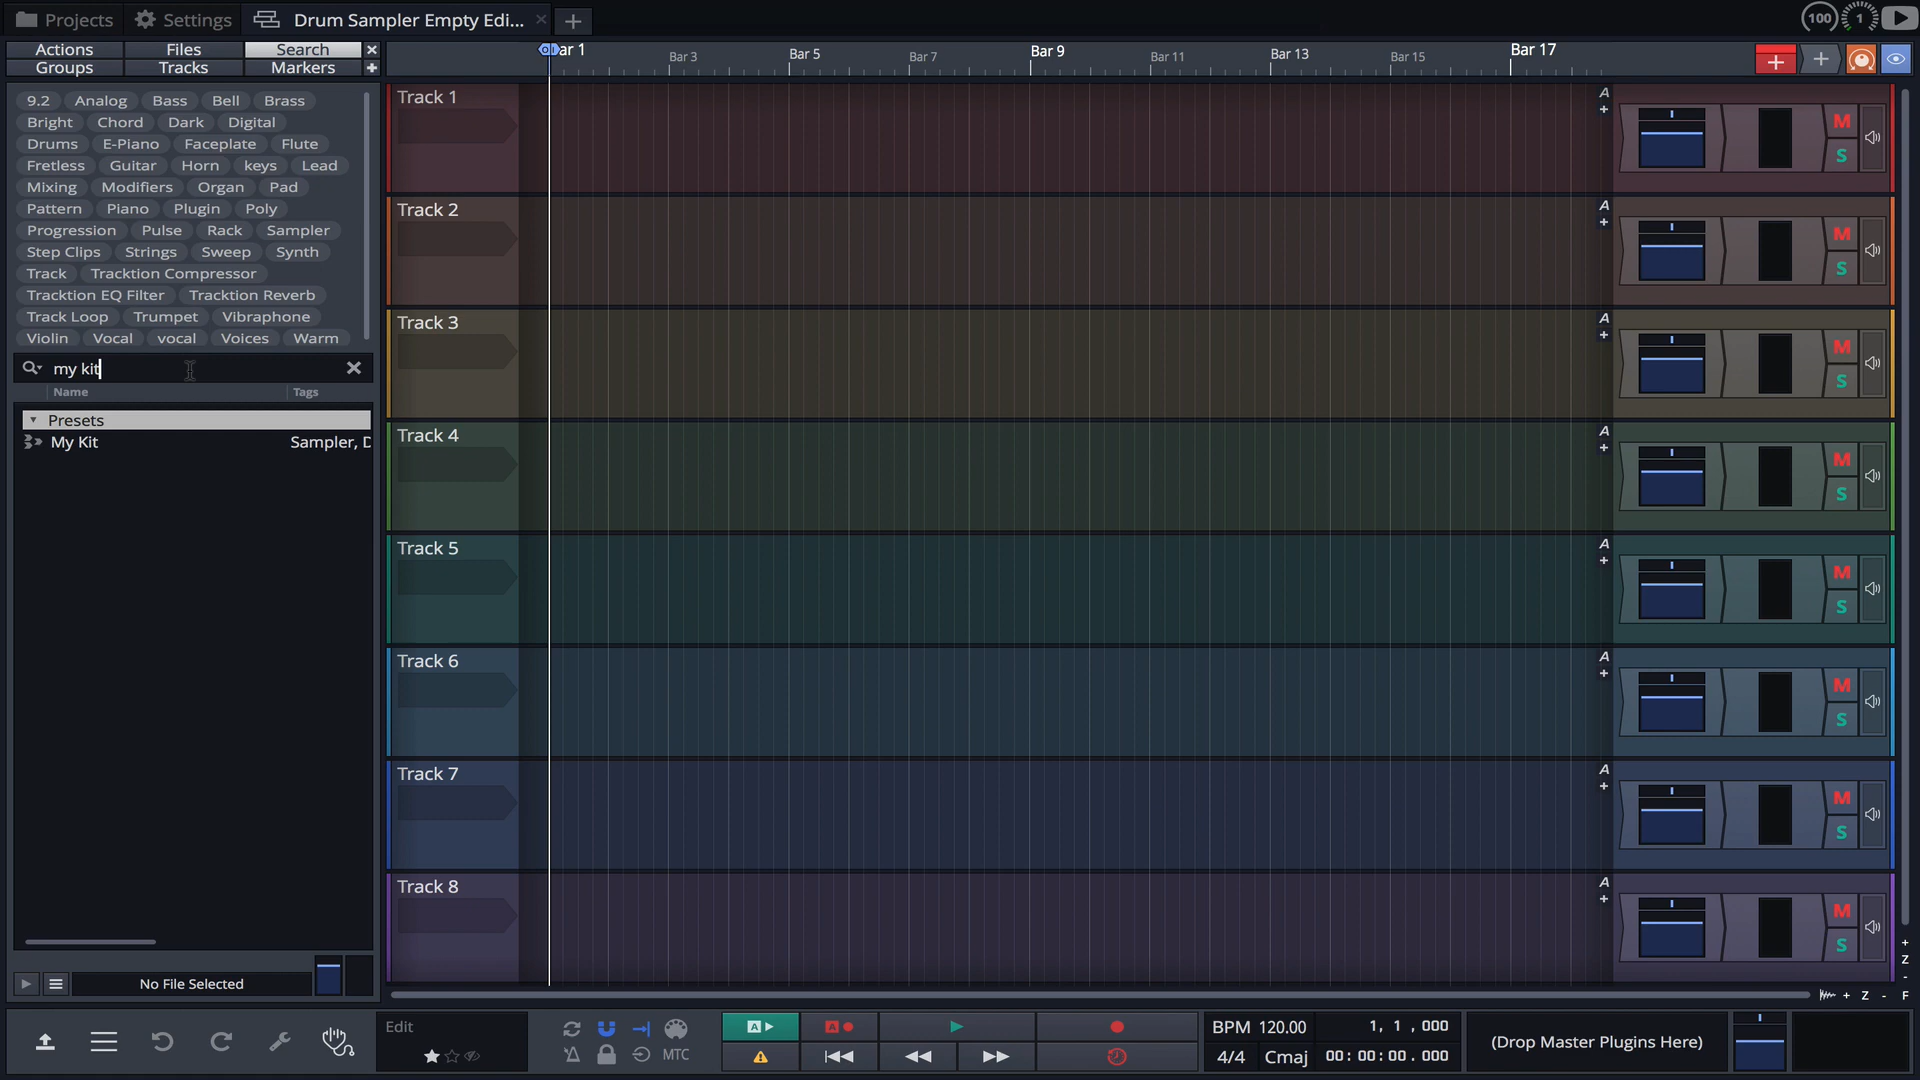 Projects Settings Drum Sampler Empty Edi... × +
100 1
Actions Files Search ×
Groups Tracks Markers +
ar 1 Bar 3 Bar 5 Bar 7 Bar 9 Bar 11 Bar 13 Bar 15 Bar 17
9.2 Analog Bass Bell Brass
Bright Chord Dark Digital
Drums E-Piano Faceplate Flute
Fretless Guitar Horn keys Lead
Mixing Modifiers Organ Pad
Pattern Piano Plugin Poly
Progression Pulse Rack Sampler
Step Clips Strings Sweep Synth
Track Tracktion Compressor
Tracktion EQ Filter Tracktion Reverb
Track Loop Trumpet Vibraphone
Violin Vocal vocal Voices Warm
my kit
Name Tags
Presets
My Kit Sampler, D
No File Selected
Track 1 A + M S
Track 2 A + M S
Track 3 A + M S
Track 4 A + M S
Track 5 A + M S
Track 6 A + M S
Track 7 A + M S
Track 8 A + M S
+
Z
-
+ Z - F
Edit
MTC
A A
BPM 120.00 1, 1 , 000
4/4 Cmaj 00: 00: 00. 000
(Drop Master Plugins Here)